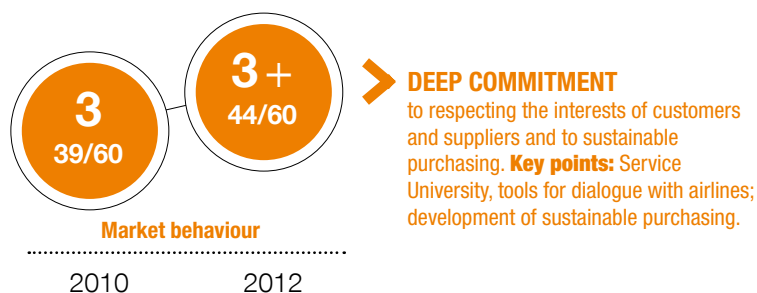 3
39/60
3+
44/60
Market behaviour
2010
2012
DEEP COMMITMENT
to respecting the interests of customers
and suppliers and to sustainable
purchasing. Key points: Service
University, tools for dialogue with airlines;
development of sustainable purchasing.